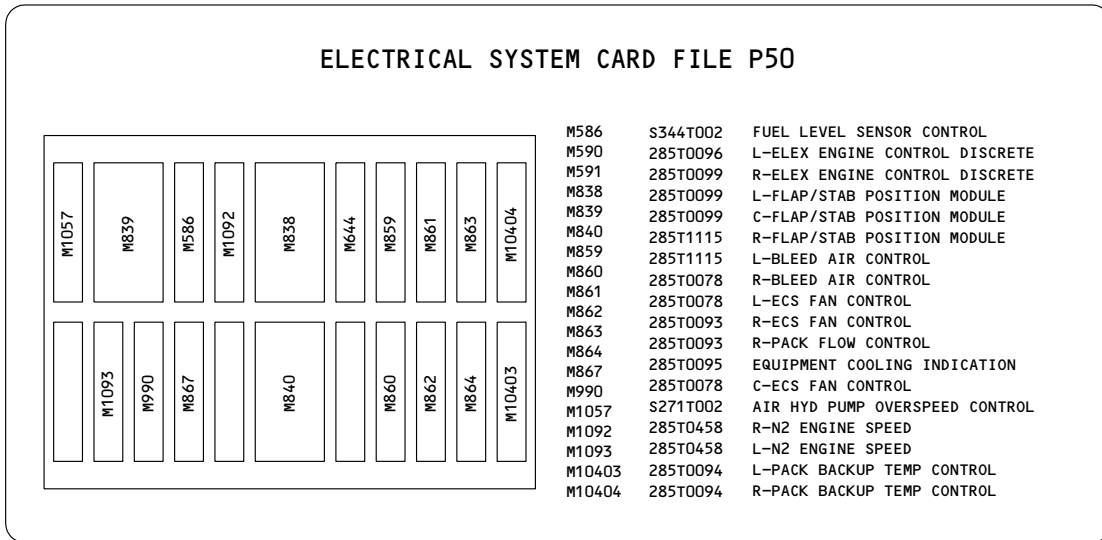 ELECTRICAL SYSTEM CARD FILE P50
M1057 M839 M586 M1092 M838 M644 M859 M861 M863 M10404
M1093 M990 M867 M840 M860 M862 M864 M10403
M586 S344T002 FUEL LEVEL SENSOR CONTROL
M590 285T0096 L-ELEX ENGINE CONTROL DISCRETE
M591 285T0099 R-ELEX ENGINE CONTROL DISCRETE
M838 285T0099 L-FLAP/STAB POSITION MODULE
M839 285T0099 C-FLAP/STAB POSITION MODULE
M840 285T1115 R-FLAP/STAB POSITION MODULE
M859 285T1115 L-BLEED AIR CONTROL
M860 285T0078 R-BLEED AIR CONTROL
M861 285T0078 L-ECS FAN CONTROL
M862 285T0093 R-ECS FAN CONTROL
M863 285T0093 R-PACK FLOW CONTROL
M864 285T0095 EQUIPMENT COOLING INDICATION
M867 285T0078 C-ECS FAN CONTROL
M990 S271T002 AIR HYD PUMP OVERSPEED CONTROL
M1057 285T0458 R-N2 ENGINE SPEED
M1092 285T0458 L-N2 ENGINE SPEED
M1093 285T0094 L-PACK BACKUP TEMP CONTROL
M10403 285T0094 R-PACK BACKUP TEMP CONTROL
M10404